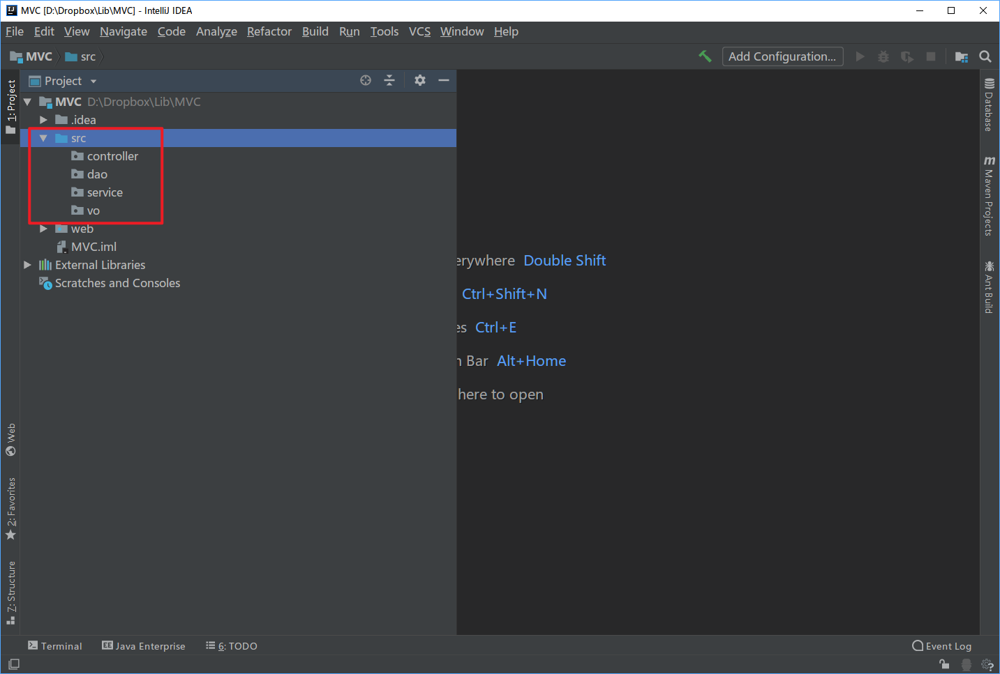 MVC [D:\Dropbox\Lib\MVC] - IntelliJ IDEA
File Edit View Navigate Code Analyze Refactor Build Run Tools VCS Window Help
MVC src Add Configuration...
1: Project
Project
MVC D:\Dropbox\Lib\MVC
.idea
src
controller
dao
service
vo
web
MVC.iml
External Libraries
Scratches and Consoles
erywhere Double Shift
Ctrl+Shift+N
es Ctrl+E
n Bar Alt+Home
here to open
Database
Maven Projects
Ant Build
Web
2: Favorites
7: Structure
Terminal Java Enterprise 6: TODO Event Log